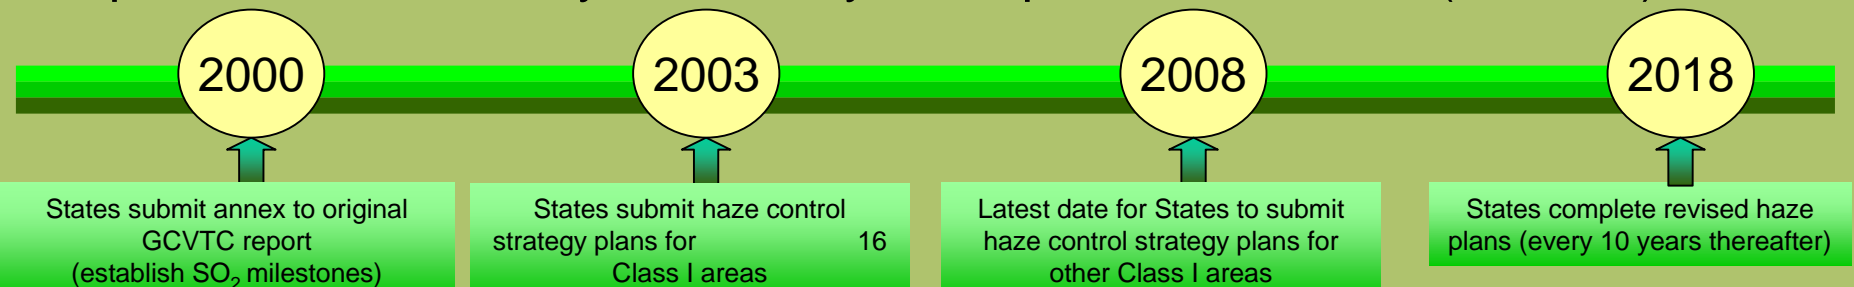 2000
2003
2008
2018
States submit annex to original
GCVTC report
(establish SO2 milestones)
States submit haze control
strategy plans for 16
Class I areas
Latest date for States to submit
haze control strategy plans for
other Class I areas
States complete revised haze
plans (every 10 years thereafter)